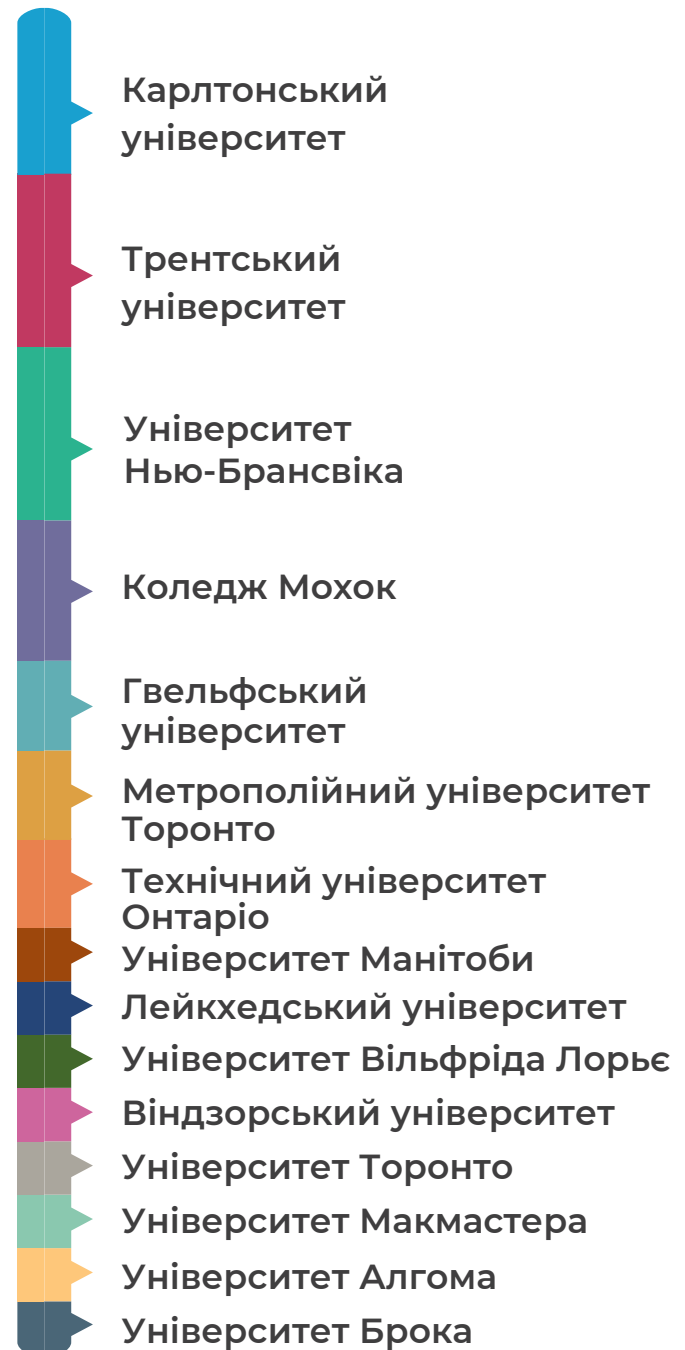 Карлтонський
університет
Трентський
університет
Університет
Нью-Брансвіка
Коледж Мохок
Гвельфський
університет
Метрополійний університет
Торонто
Технічний університет
Онтаріо
Університет Манітоби
Лейкхедський університет
Університет Вільфріда Лорьє
Віндзорський університет
Університет Торонто
Університет Макмастера
Університет Алгома
Університет Брока